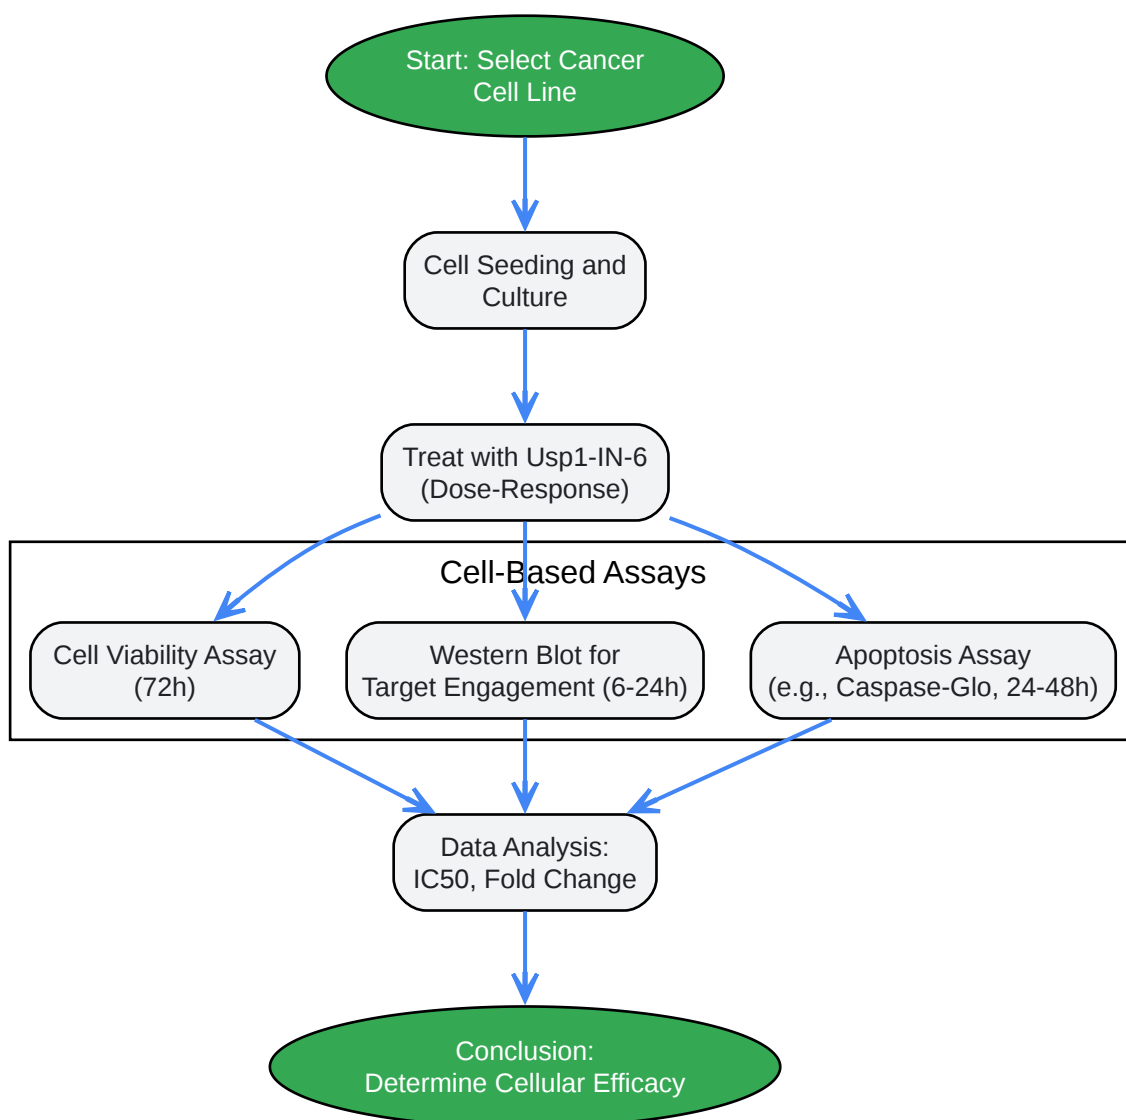 Start: Select Cancer
Cell Line
Cell Seeding and
Culture
Treat with Usp1-IN-6
(Dose-Response)
Cell-Based Assays
Cell Viability Assay
(72h)
Western Blot for
Target Engagement (6-24h)
Apoptosis Assay
(e.g., Caspase-Glo, 24-48h)
Data Analysis:
IC50, Fold Change
Conclusion:
Determine Cellular Efficacy